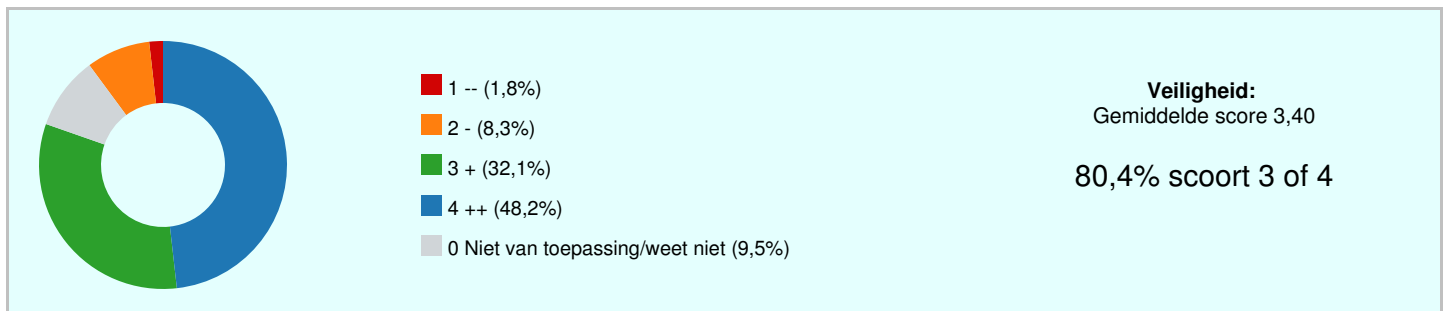 1 -- (1,8%)
2 - (8,3%)
3 + (32,1%)
4 ++ (48,2%)
0 Niet van toepassing/weet niet (9,5%)
Veiligheid:
Gemiddelde score 3,40
80,4% scoort 3 of 4